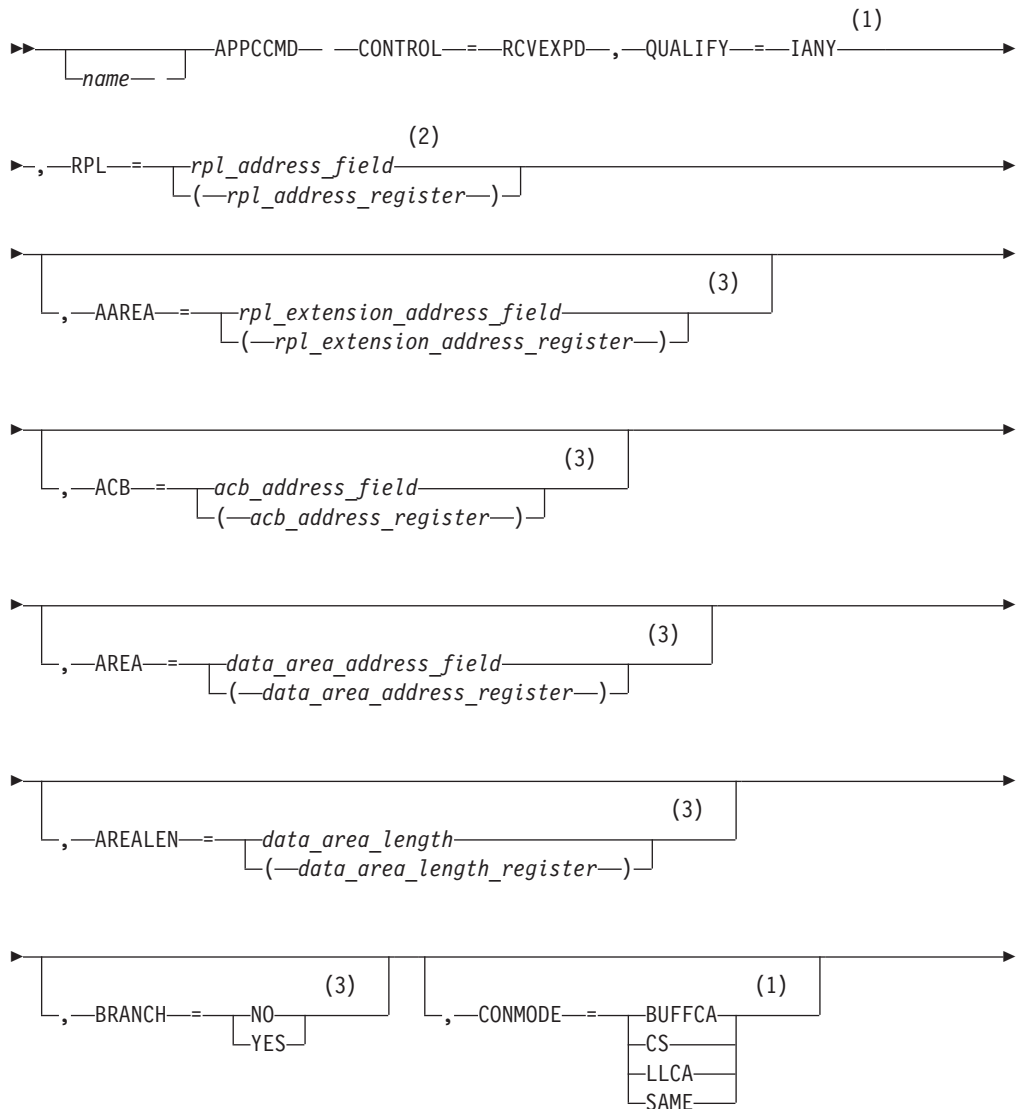 (1)
APPCCMD CONTROL = RCVEXPD , QUALIFY = IANY
name
(2)
, RPL = rpl_address_field
( rpl_address_register )
(3)
, AAREA = rpl_extension_address_field
( rpl_extension_address_register )
(3)
, ACB = acb_address_field
( acb_address_register )
(3)
, AREA = data_area_address_field
( data_area_address_register )
(3)
, AREALEN = data_area_length
( data_area_length_register )
(3) (1)
, BRANCH = NO , CONMODE = BUFFCA
YES CS
LLCA
SAME